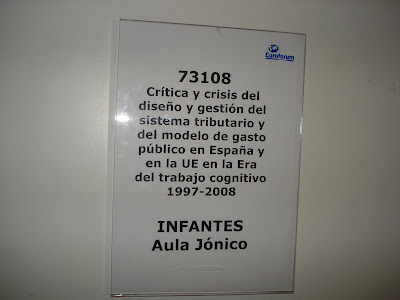 Euroforum
73108
Crítica y crisis del
diseño y gestión del
sistema tributario y
del modelo de gasto
público en España y
en la UE en la Era
del trabajo cognitivo
1997-2008
INFANTES
Aula Jónico